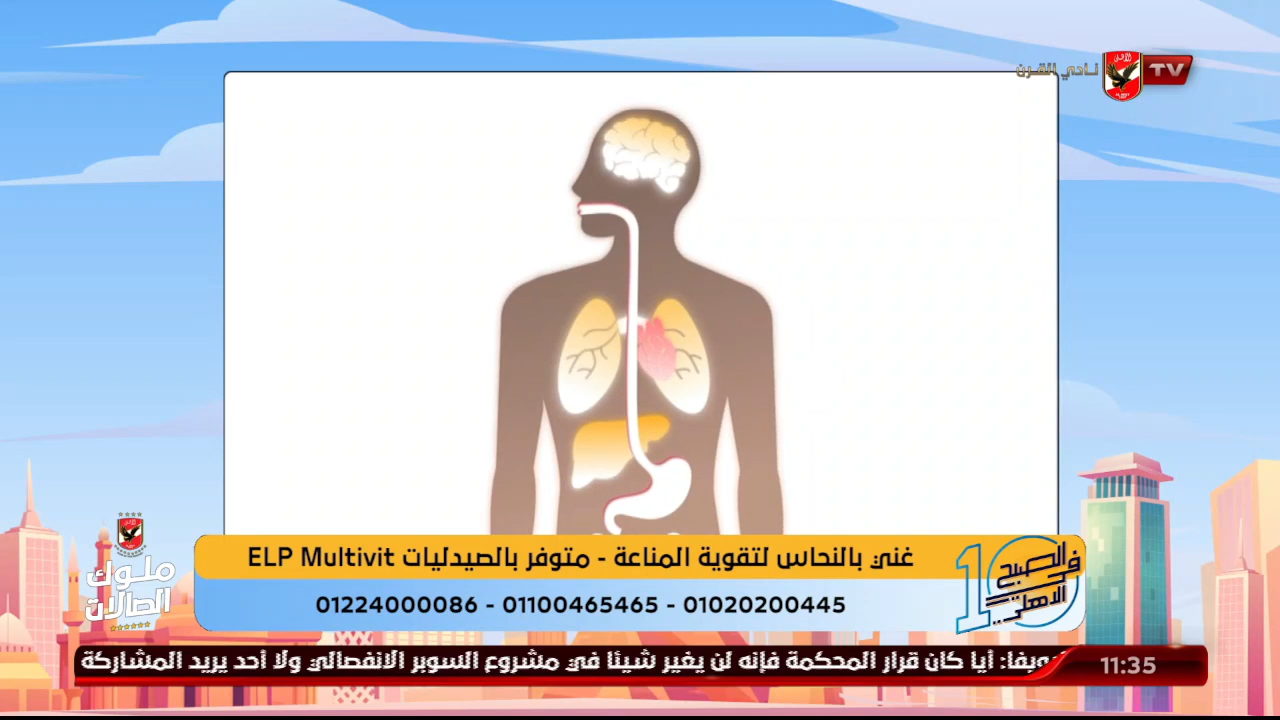 نادي القرن
TV
غني بالنحاس لتقوية المناعة - متوفر بالصيدليات ELP Multivit
01020200445 - 01100465465 - 01224000086
10
الصبح في الأهلي..
ملوك
الصالات
ويفا: أيا كان قرار المحكمة فإنه لن يغير شيئا في مشروع السوبر الانفصالي ولا أحد يريد المشاركة
11:35